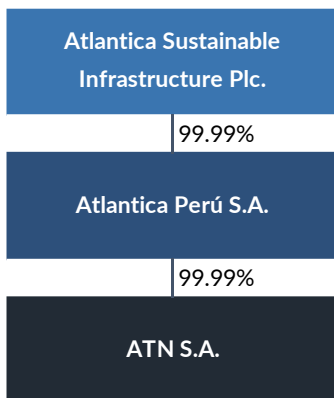 Atlantica Sustainable
Infrastructure Plc.
99.99%
Atlantica Perú S.A.
99.99%
ATN S.A.